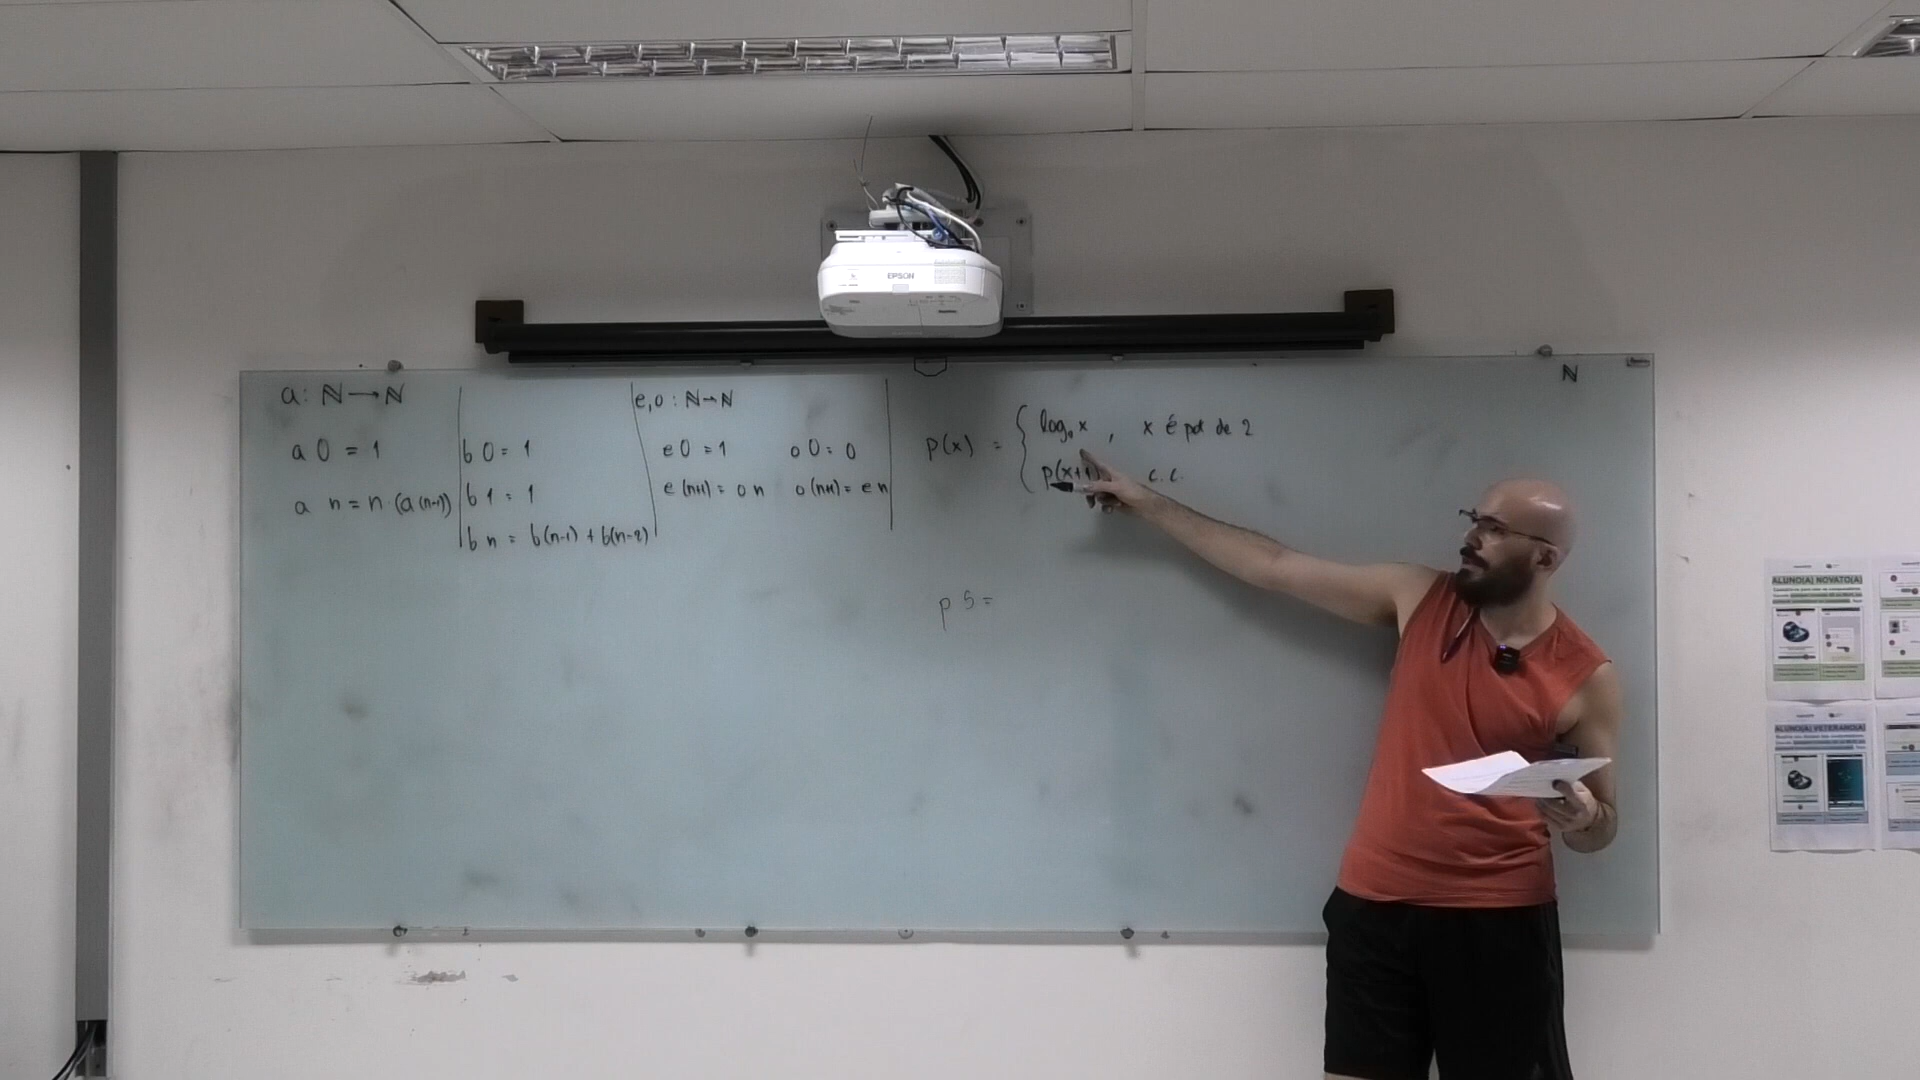 EPSON
a: ℕ → ℕ
a 0 = 1
a n = n · (a(n-1))
b 0 = 1
b 1 = 1
b n = b(n-1) + b(n-2)
e,o : ℕ → ℕ
e 0 = 1    o 0 = 0
e (n+1) = o n    o (n+1) = e n
p(x) = { log x , x é pot de 2
p(x+1) c.c.
p 5 =
ℕ
ALUNO(A) NOVATO(A)
ALUNO(A) VETERANO(A)